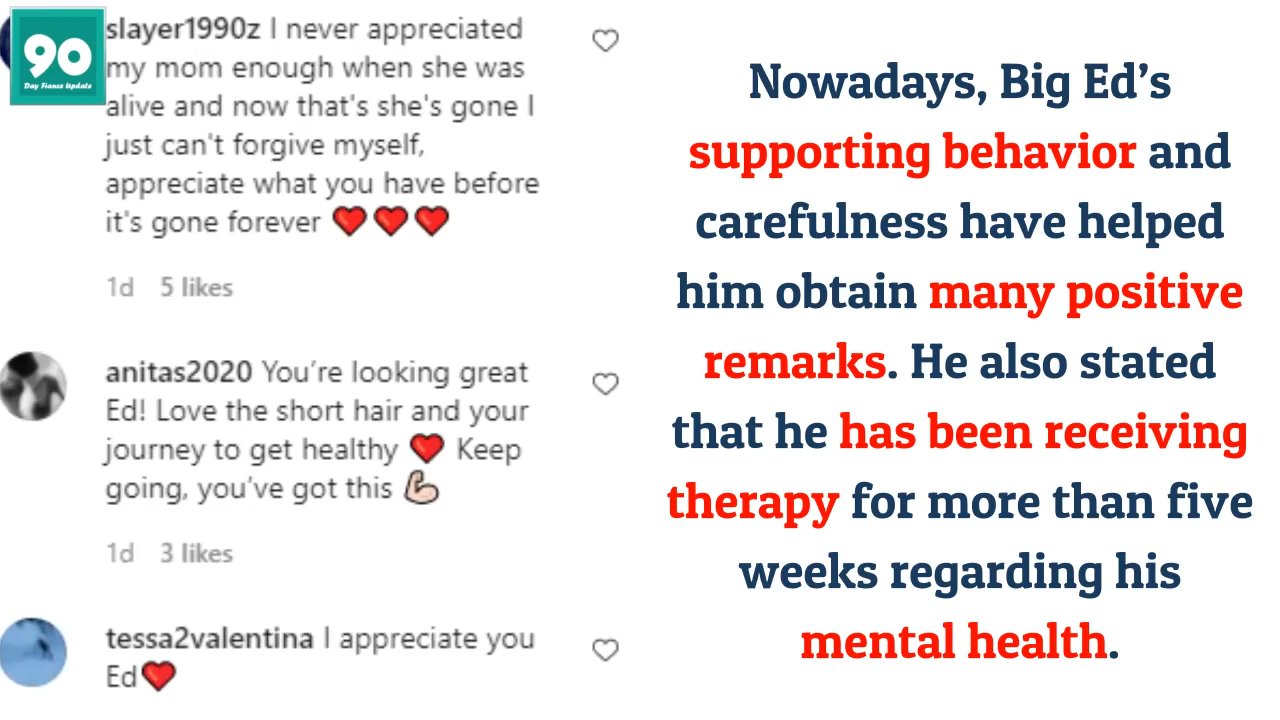 90
Day Fiance Update
slayer1990z I never appreciated
my mom enough when she was
alive and now that's she's gone I
just can't forgive myself,
appreciate what you have before
it's gone forever ❤️❤️❤️
1d 5 likes
anitas2020 You’re looking great
Ed! Love the short hair and your
journey to get healthy ❤️ Keep
going, you’ve got this 💪🏻
1d 3 likes
tessa2valentina I appreciate you
Ed❤️
Nowadays, Big Ed’s
supporting behavior and
carefulness have helped
him obtain many positive
remarks. He also stated
that he has been receiving
therapy for more than five
weeks regarding his
mental health.